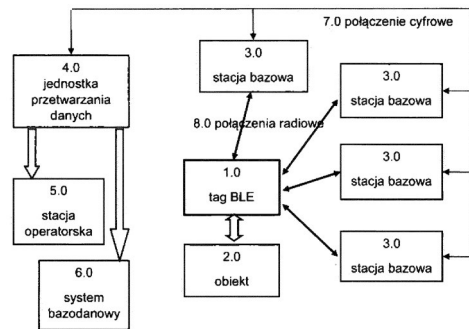 7.0 połączenie cyfrowe
3.0
stacja bazowa
4.0
jednostka
przetwarzania
danych
3.0
stacja bazowa
8.0 połączenia radiowe
1.0
tag BLE
3.0
stacja bazowa
5.0
stacja
operatorska
2.0
obiekt
3.0
stacja bazowa
6.0
system
bazodanowy